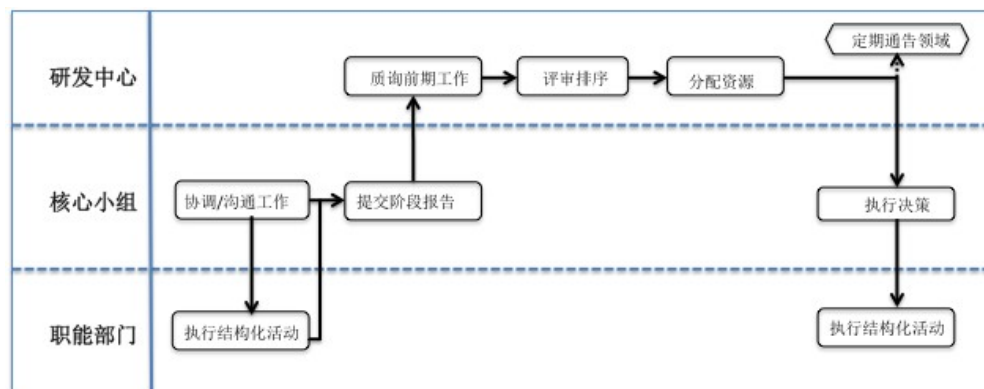 定期通告领域
研发中心
质询前期工作
评审排序
分配资源
核心小组
协调/沟通工作
提交阶段报告
执行决策
职能部门
执行结构化活动
执行结构化活动